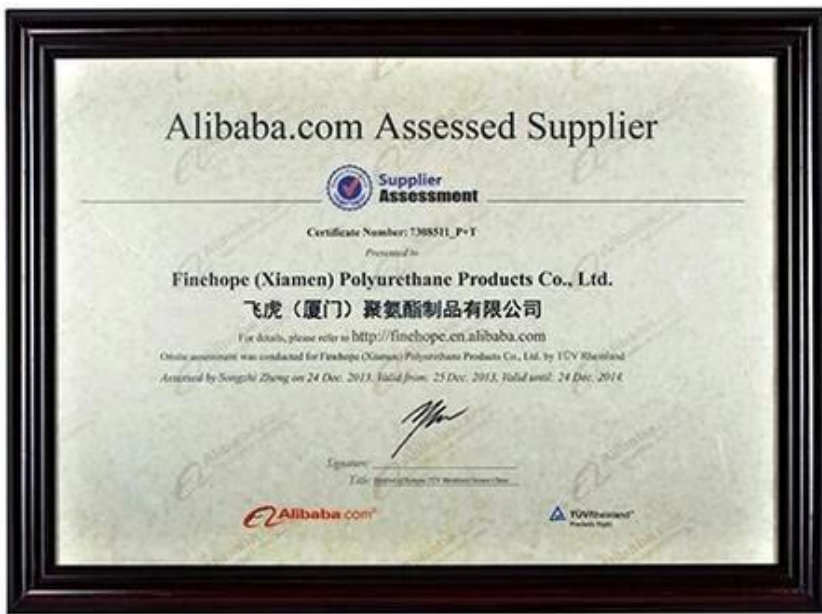 Alibaba.com Assessed Supplier
Supplier
Assessment
Certificate Number: 7308511_P+T
Presented to
Finehope (Xiamen) Polyurethane Products Co., Ltd.
飞虎（厦门）聚氨酯制品有限公司
For details, please refer to http://finehope.en.alibaba.com
Onsite assessment was conducted for Finehope (Xiamen) Polyurethane Products Co., Ltd. by TÜV Rheinland
Assessed by Songzhi Zheng on 24 Dec. 2013, Valid from: 25 Dec. 2013, Valid until: 24 Dec. 2014
Signature:
Title:
Alibaba.com®
TÜVRheinland®
Precisely Right.